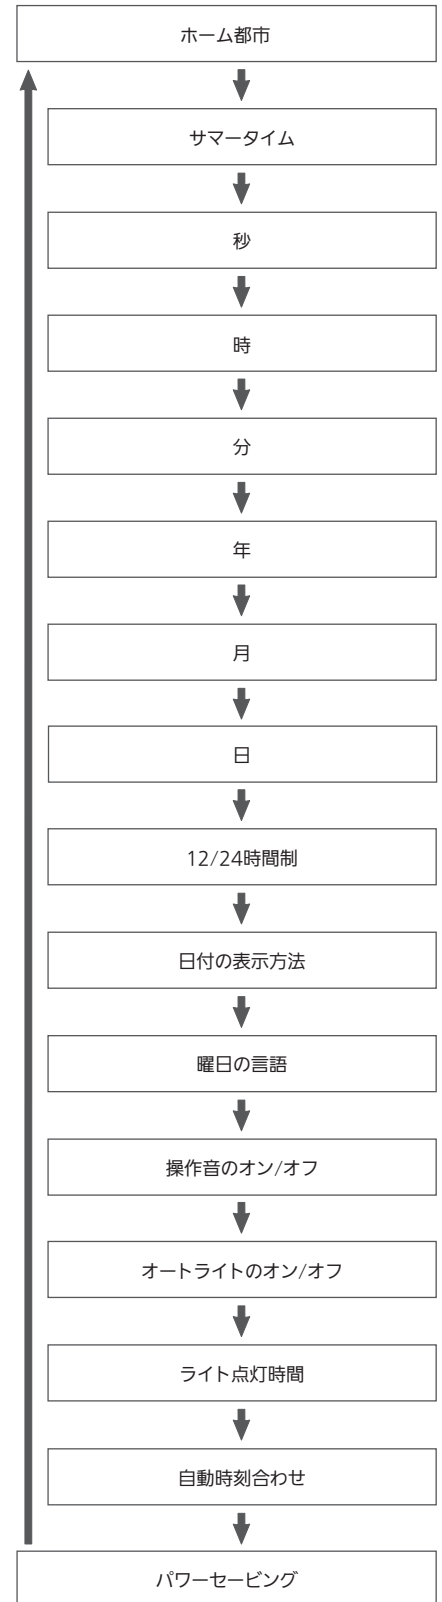 ホーム都市
サマータイム
秒
時
分
年
月
日
12/24時間制
日付の表示方法
曜日の言語
操作音のオン/オフ
オートライトのオン/オフ
ライト点灯時間
自動時刻合わせ
パワーセービング